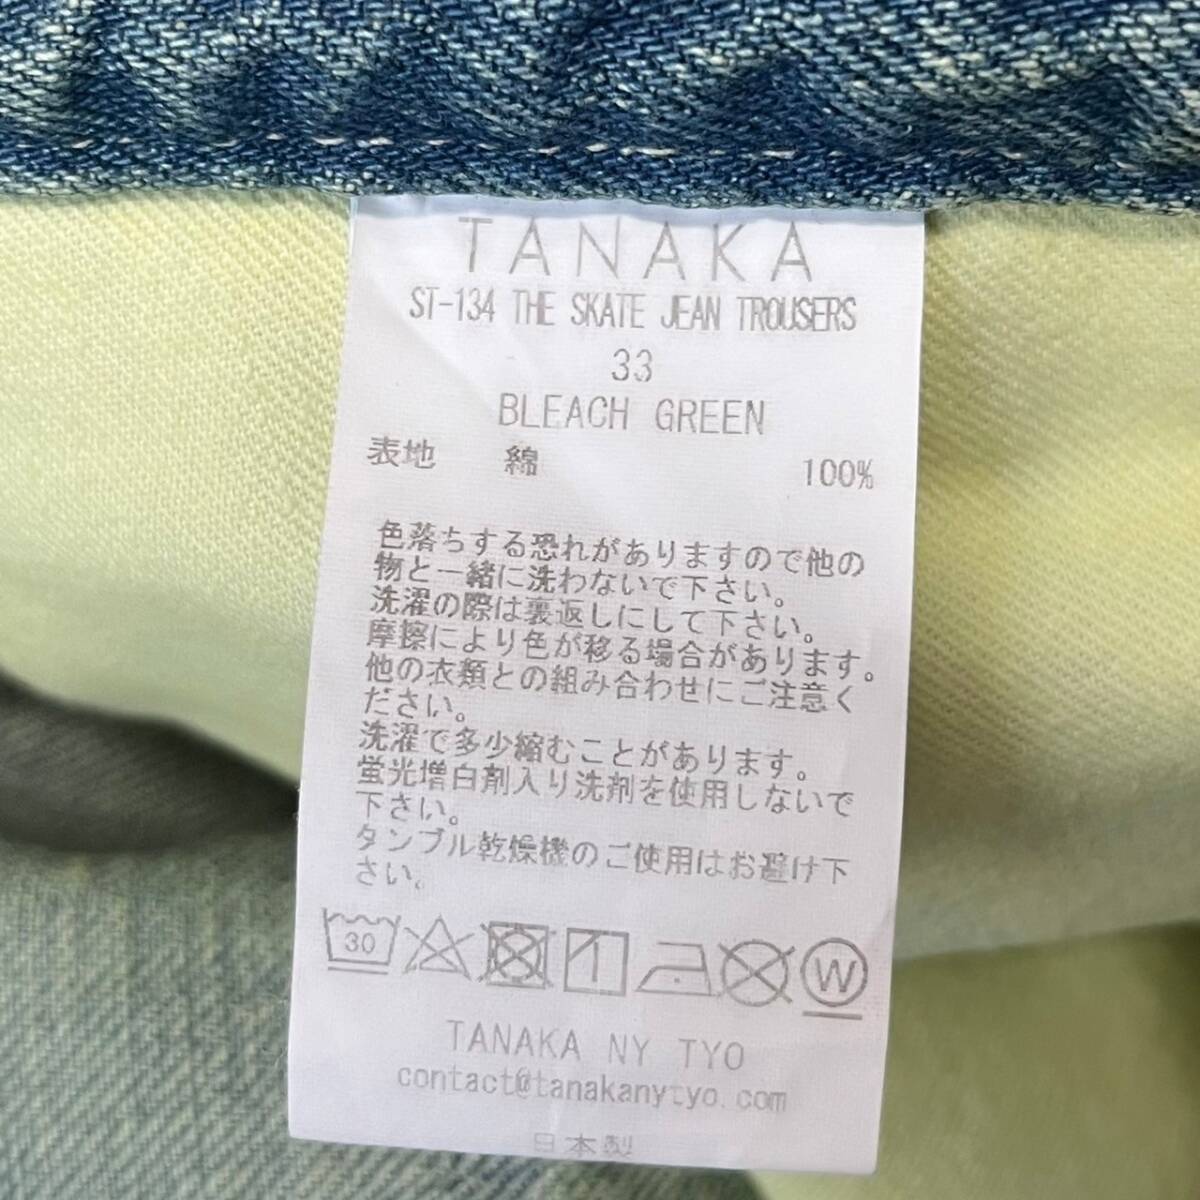 TANAKA
ST-134 THE SKATE JEAN TROUSERS
33
BLEACH GREEN
表地 綿 100%
色落ちする恐れがありますので他の
物と一緒に洗わないで下さい。
洗濯の際は裏返しにして下さい。
摩擦により色が移る場合があります。
他の衣類との組み合わせにご注意く
ださい。
洗濯で多少縮むことがあります。
蛍光増白剤入り洗剤を使用しないで
下さい。
タンブル乾燥機のご使用はお避け下
さい。
30 W
TANAKA NY TYO
contact@tanakanytyo.com
日本製